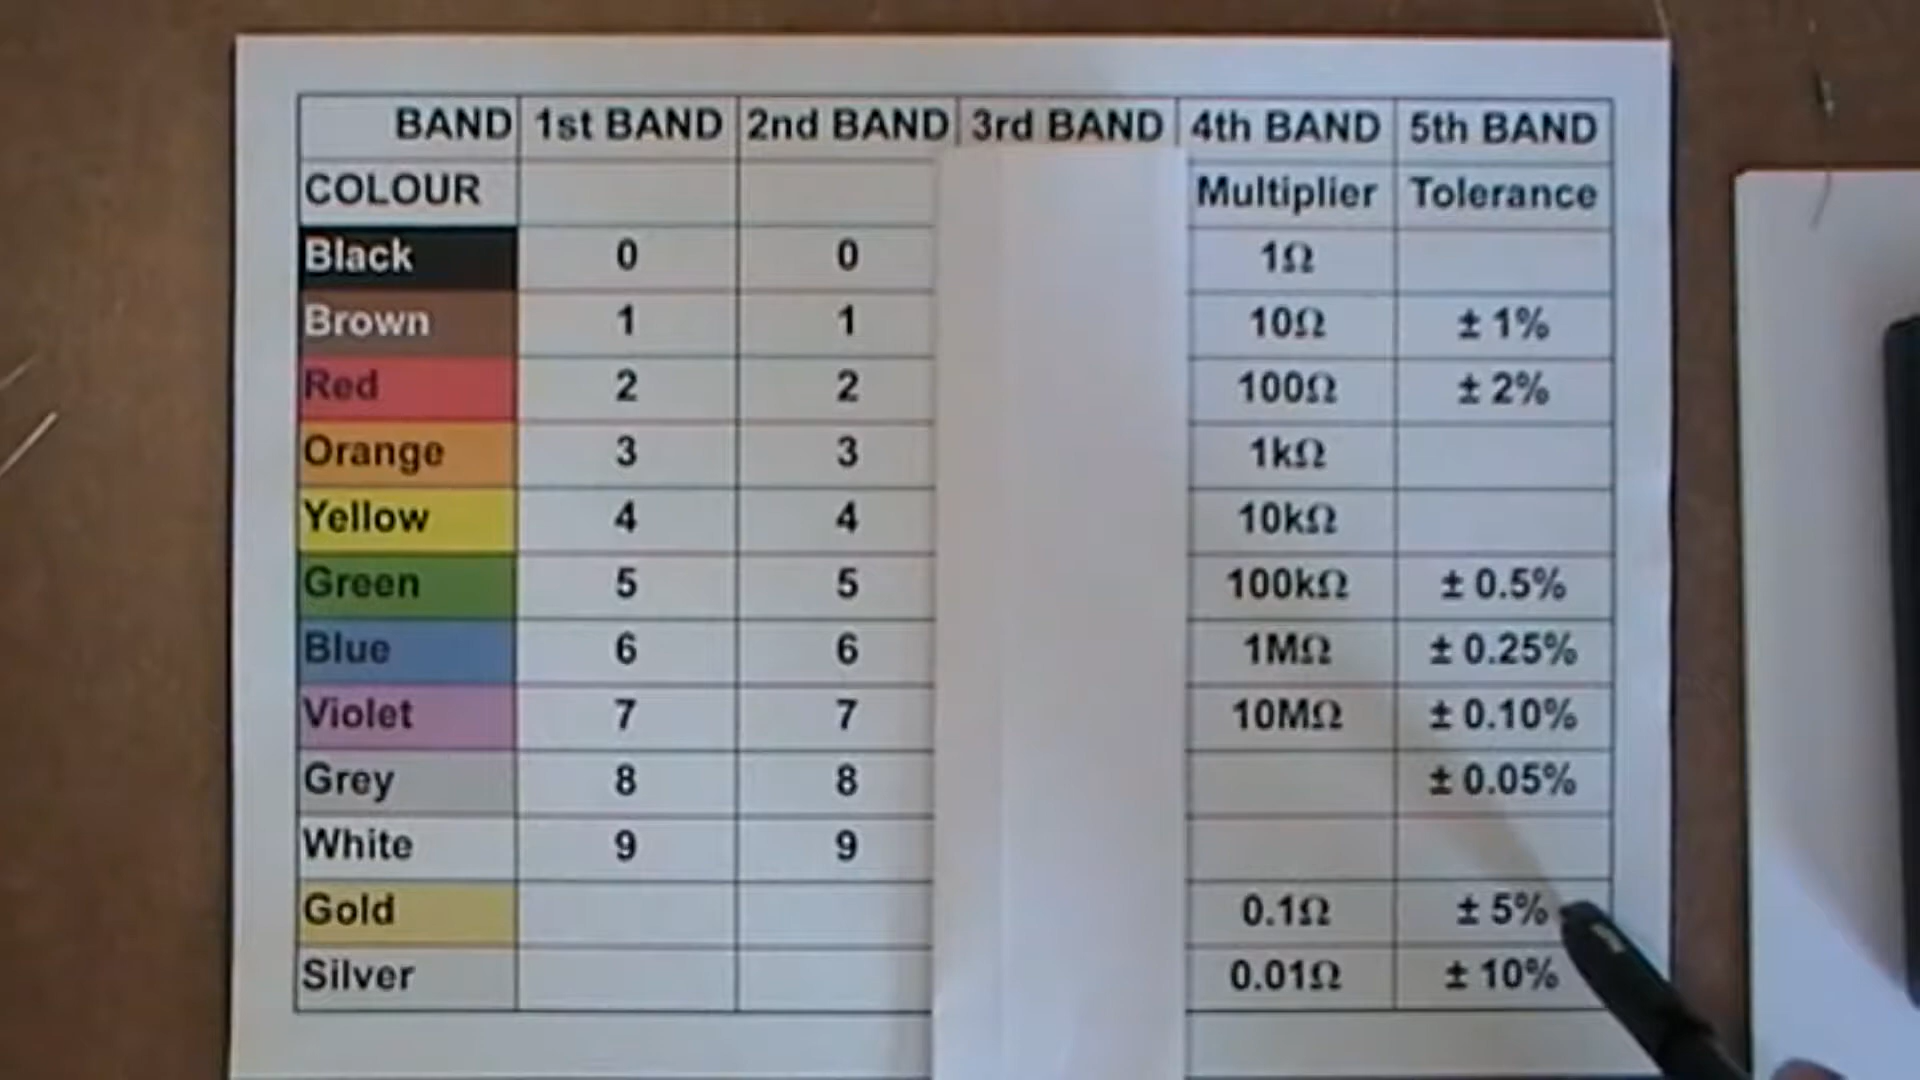 BAND 1st BAND 2nd BAND 3rd BAND 4th BAND 5th BAND
COLOUR Multiplier Tolerance
Black 0 0 1Ω
Brown 1 1 10Ω ± 1%
Red 2 2 100Ω ± 2%
Orange 3 3 1kΩ
Yellow 4 4 10kΩ
Green 5 5 100kΩ ± 0.5%
Blue 6 6 1MΩ ± 0.25%
Violet 7 7 10MΩ ± 0.10%
Grey 8 8 ± 0.05%
White 9 9
Gold 0.1Ω ± 5%
Silver 0.01Ω ± 10%